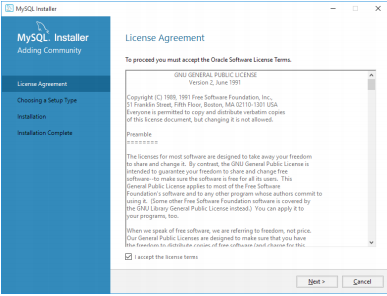 MySQL Installer
MySQL. Installer
Adding Community
License Agreement
Choosing a Setup Type
Installation
Installation Complete
License Agreement
To proceed you must accept the Oracle Software License Terms.
GNU GENERAL PUBLIC LICENSE
Version 2, June 1991
Copyright (C) 1989, 1991 Free Software Foundation, Inc.,
51 Franklin Street, Fifth Floor, Boston, MA 02110-1301 USA
Everyone is permitted to copy and distribute verbatim copies
of this license document, but changing it is not allowed.
Preamble
========
The licenses for most software are designed to take away your freedom
to share and change it. By contrast, the GNU General Public License is
intended to guarantee your freedom to share and change free
software--to make sure the software is free for all its users. This
General Public License applies to most of the Free Software
Foundation's software and to any other program whose authors commit to
using it. (Some other Free Software Foundation software is covered by
the GNU Library General Public License instead.) You can apply it to
your programs, too.
When we speak of free software, we are referring to freedom, not price.
Our General Public Licenses are designed to make sure that you have
the freedom to distribute copies of free software (and charge for this
I accept the license terms
Next >
Cancel